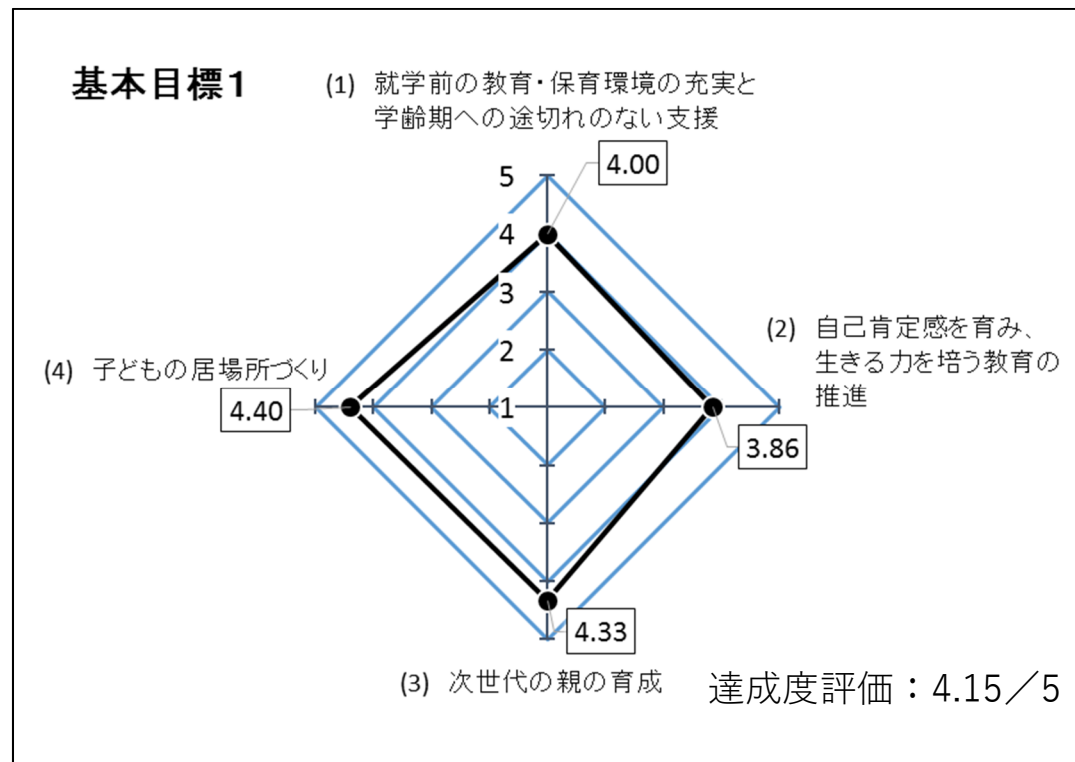 基本目標1
(1) 就学前の教育・保育環境の充実と
学齢期への途切れのない支援
4.00
5
4
3
2
1
(2) 自己肯定感を育み、
生きる力を培う教育の
推進
3.86
(4) 子どもの居場所づくり
4.40
4.33
(3) 次世代の親の育成
達成度評価：4.15／5